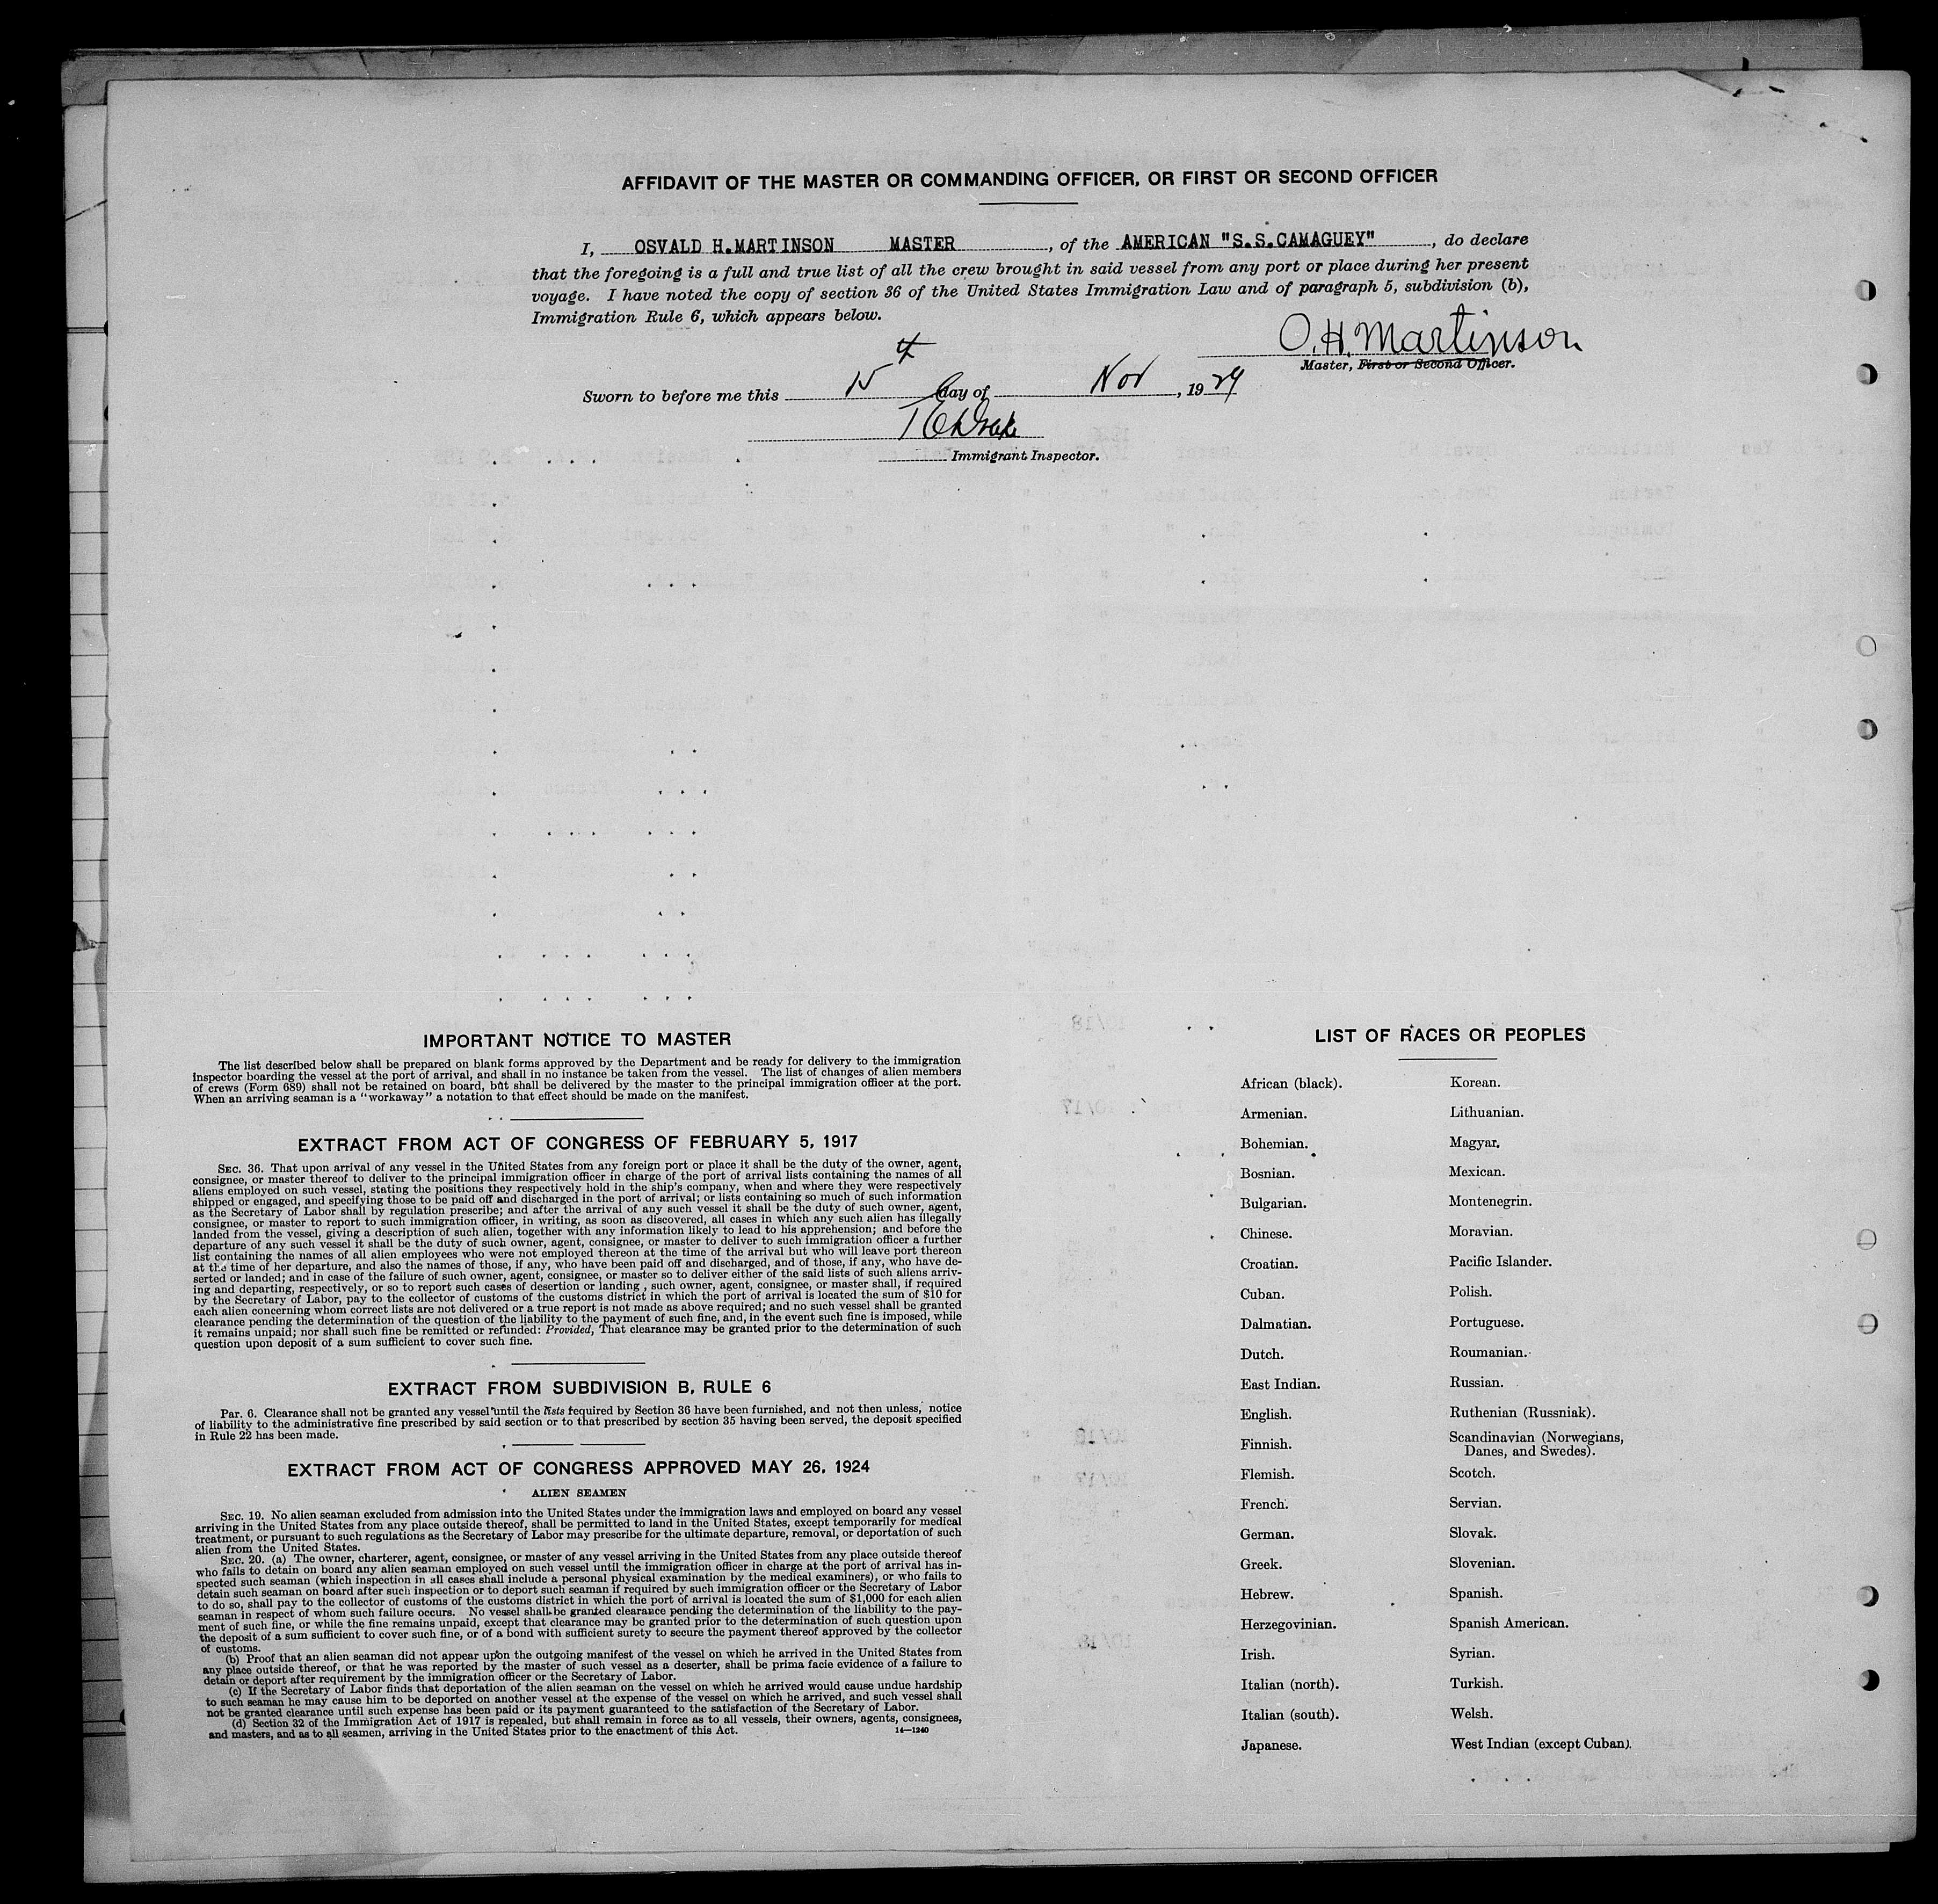 AFFIDAVIT OF THE MASTER OR COMMANDING OFFICER, OR FIRST OR SECOND OFFICER
I, OSVALD H.MARTINSON MASTER, of the AMERICAN "S.S.CAMAGUEY", do declare
that the foregoing is a full and true list of all the crew brought in said vessel from any port or place during her present
voyage. I have noted the copy of section 36 of the United States Immigration Law and of paragraph 5, subdivision (b),
Immigration Rule 6, which appears below.
O.H.Martinson
Master, First or Second Officer.
Sworn to before me this 15 th day of Nov, 1924
Immigrant Inspector.
IMPORTANT NOTICE TO MASTER
The list described below shall be prepared on blank forms approved by the Department and be ready for delivery to the immigration
inspector boarding the vessel at the port of arrival, and shall in no instance be taken from the vessel. The list of changes of alien members
of crews (Form 689) shall not be retained on board, but shall be delivered by the master to the principal immigration officer at the port.
When an arriving seaman is a "workaway" a notation to that effect should be made on the manifest.
EXTRACT FROM ACT OF CONGRESS OF FEBRUARY 5, 1917
SEC. 36. That upon arrival of any vessel in the United States from any foreign port or place it shall be the duty of the owner, agent,
consignee, or master thereof to deliver to the principal immigration officer in charge of the port of arrival lists containing the names of all
aliens employed on such vessel, stating the positions they respectively hold in the ship's company, when and where they were respectively
shipped or engaged, and specifying those to be paid off and discharged in the port of arrival; or lists containing so much of such information
as the Secretary of Labor shall by regulation prescribe; and after the arrival of any such vessel it shall be the duty of such owner, agent,
consignee, or master to report to such immigration officer, in writing, as soon as discovered, all cases in which any such alien has illegally
landed from the vessel, giving a description of such alien, together with any information likely to lead to his apprehension; and before the
departure of any such vessel it shall be the duty of such owner, agent, consignee, or master to deliver to such immigration officer a further
list containing the names of all alien employees who were not employed thereon at the time of the arrival but who will leave port thereon
at the time of her departure, and also the names of those, if any, who have been paid off and discharged, and of those, if any, who have de-
serted or landed; and in case of the failure of such owner, agent, consignee, or master so to deliver either of the said lists of such aliens arriv-
ing and departing, respectively, or so to report such cases of desertion or landing, such owner, agent, consignee, or master shall, if required
by the Secretary of Labor, pay to the collector of customs of the customs district in which the port of arrival is located the sum of $10 for
each alien concerning whom correct lists are not delivered or a true report is not made as above required; and no such vessel shall be granted
clearance pending the determination of the question of the liability to the payment of such fine, and, in the event such fine is imposed, while
it remains unpaid; nor shall such fine be remitted or refunded: Provided, That clearance may be granted prior to the determination of such
question upon deposit of a sum sufficient to cover such fine.
EXTRACT FROM SUBDIVISION B, RULE 6
Par. 6. Clearance shall not be granted any vessel until the lists required by Section 36 have been furnished, and not then unless, notice
of liability to the administrative fine prescribed by said section or to that prescribed by section 35 having been served, the deposit specified
in Rule 22 has been made.
EXTRACT FROM ACT OF CONGRESS APPROVED MAY 26, 1924
ALIEN SEAMEN
SEC. 19. No alien seaman excluded from admission into the United States under the immigration laws and employed on board any vessel
arriving in the United States from any place outside thereof, shall be permitted to land in the United States, except temporarily for medical
treatment, or pursuant to such regulations as the Secretary of Labor may prescribe for the ultimate departure, removal, or deportation of such
alien from the United States.
SEC. 20. (a) The owner, charterer, agent, consignee, or master of any vessel arriving in the United States from any place outside thereof
who fails to detain on board any alien seaman employed on such vessel until the immigration officer in charge at the port of arrival has in-
spected such seaman (which inspection in all cases shall include a personal physical examination by the medical examiners), or who fails to
detain such seaman on board after such inspection or to deport such seaman if required by such immigration officer or the Secretary of Labor
to do so, shall pay to the collector of customs of the customs district in which the port of arrival is located the sum of $1,000 for each alien
seaman in respect of whom such failure occurs. No vessel shall be granted clearance pending the determination of the liability to the pay-
ment of such fine, or while the fine remains unpaid, except that clearance may be granted prior to the determination of such question upon
the deposit of a sum sufficient to cover such fine, or of a bond with sufficient surety to secure the payment thereof approved by the collector
of customs.
(b) Proof that an alien seaman did not appear upon the outgoing manifest of the vessel on which he arrived in the United States from
any place outside thereof, or that he was reported by the master of such vessel as a deserter, shall be prima facie evidence of a failure to
detain or deport after requirement by the immigration officer or the Secretary of Labor.
(c) If the Secretary of Labor finds that deportation of the alien seaman on the vessel on which he arrived would cause undue hardship
to such seaman he may cause him to be deported on another vessel at the expense of the vessel on which he arrived, and such vessel shall
not be granted clearance until such expense has been paid or its payment guaranteed to the satisfaction of the Secretary of Labor.
(d) Section 32 of the Immigration Act of 1917 is repealed, but shall remain in force as to all vessels, their owners, agents, consignees,
and masters, and as to all seamen, arriving in the United States prior to the enactment of this Act.
14—1240
LIST OF RACES OR PEOPLES
African (black).
Armenian.
Bohemian.
Bosnian.
Bulgarian.
Chinese.
Croatian.
Cuban.
Dalmatian.
Dutch.
East Indian.
English.
Finnish.
Flemish.
French.
German.
Greek.
Hebrew.
Herzegovinian.
Irish.
Italian (north).
Italian (south).
Japanese.
Korean.
Lithuanian.
Magyar.
Mexican.
Montenegrin.
Moravian.
Pacific Islander.
Polish.
Portuguese.
Roumanian.
Russian.
Ruthenian (Russniak).
Scandinavian (Norwegians,
Danes, and Swedes).
Scotch.
Servian.
Slovak.
Slovenian.
Spanish.
Spanish American.
Syrian.
Turkish.
Welsh.
West Indian (except Cuban).